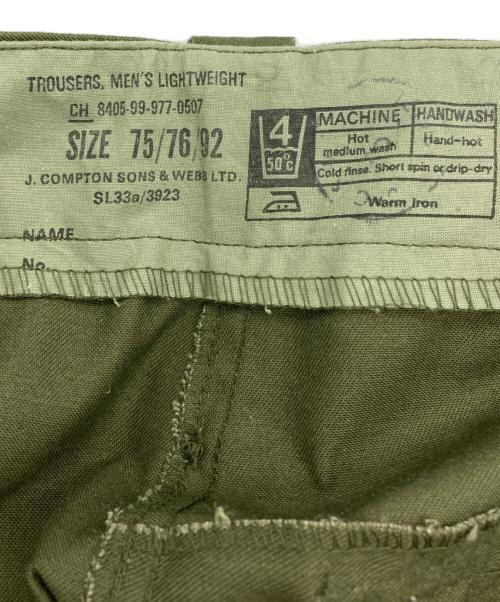 TROUSERS, MEN'S LIGHTWEIGHT
CH 8405-99-977-0507
SIZE 75/76/92
J. COMPTON SONS & WEBB LTD.
SL33a/3923
NAME
No.
4
50°C
MACHINE
Hot
medium wash
HANDWASH
Hand-hot
Cold rinse. Short spin or drip-dry
Warm iron